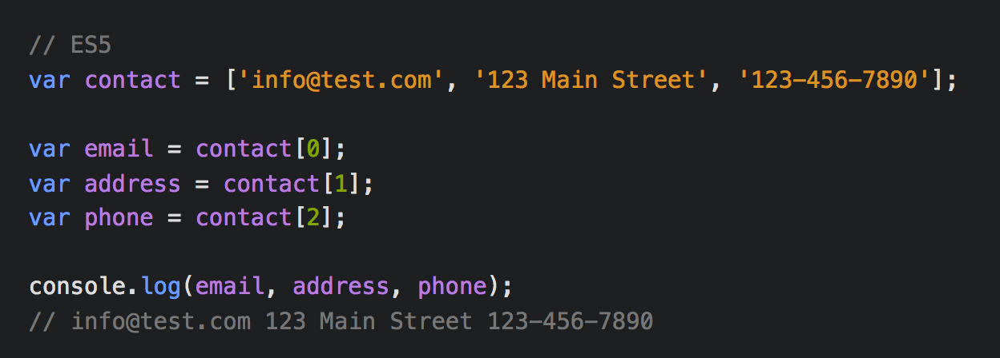 // ES5
var contact = ['info@test.com', '123 Main Street', '123-456-7890'];
var email = contact[0];
var address = contact[1];
var phone = contact[2];
console.log(email, address, phone);
// info@test.com 123 Main Street 123-456-7890